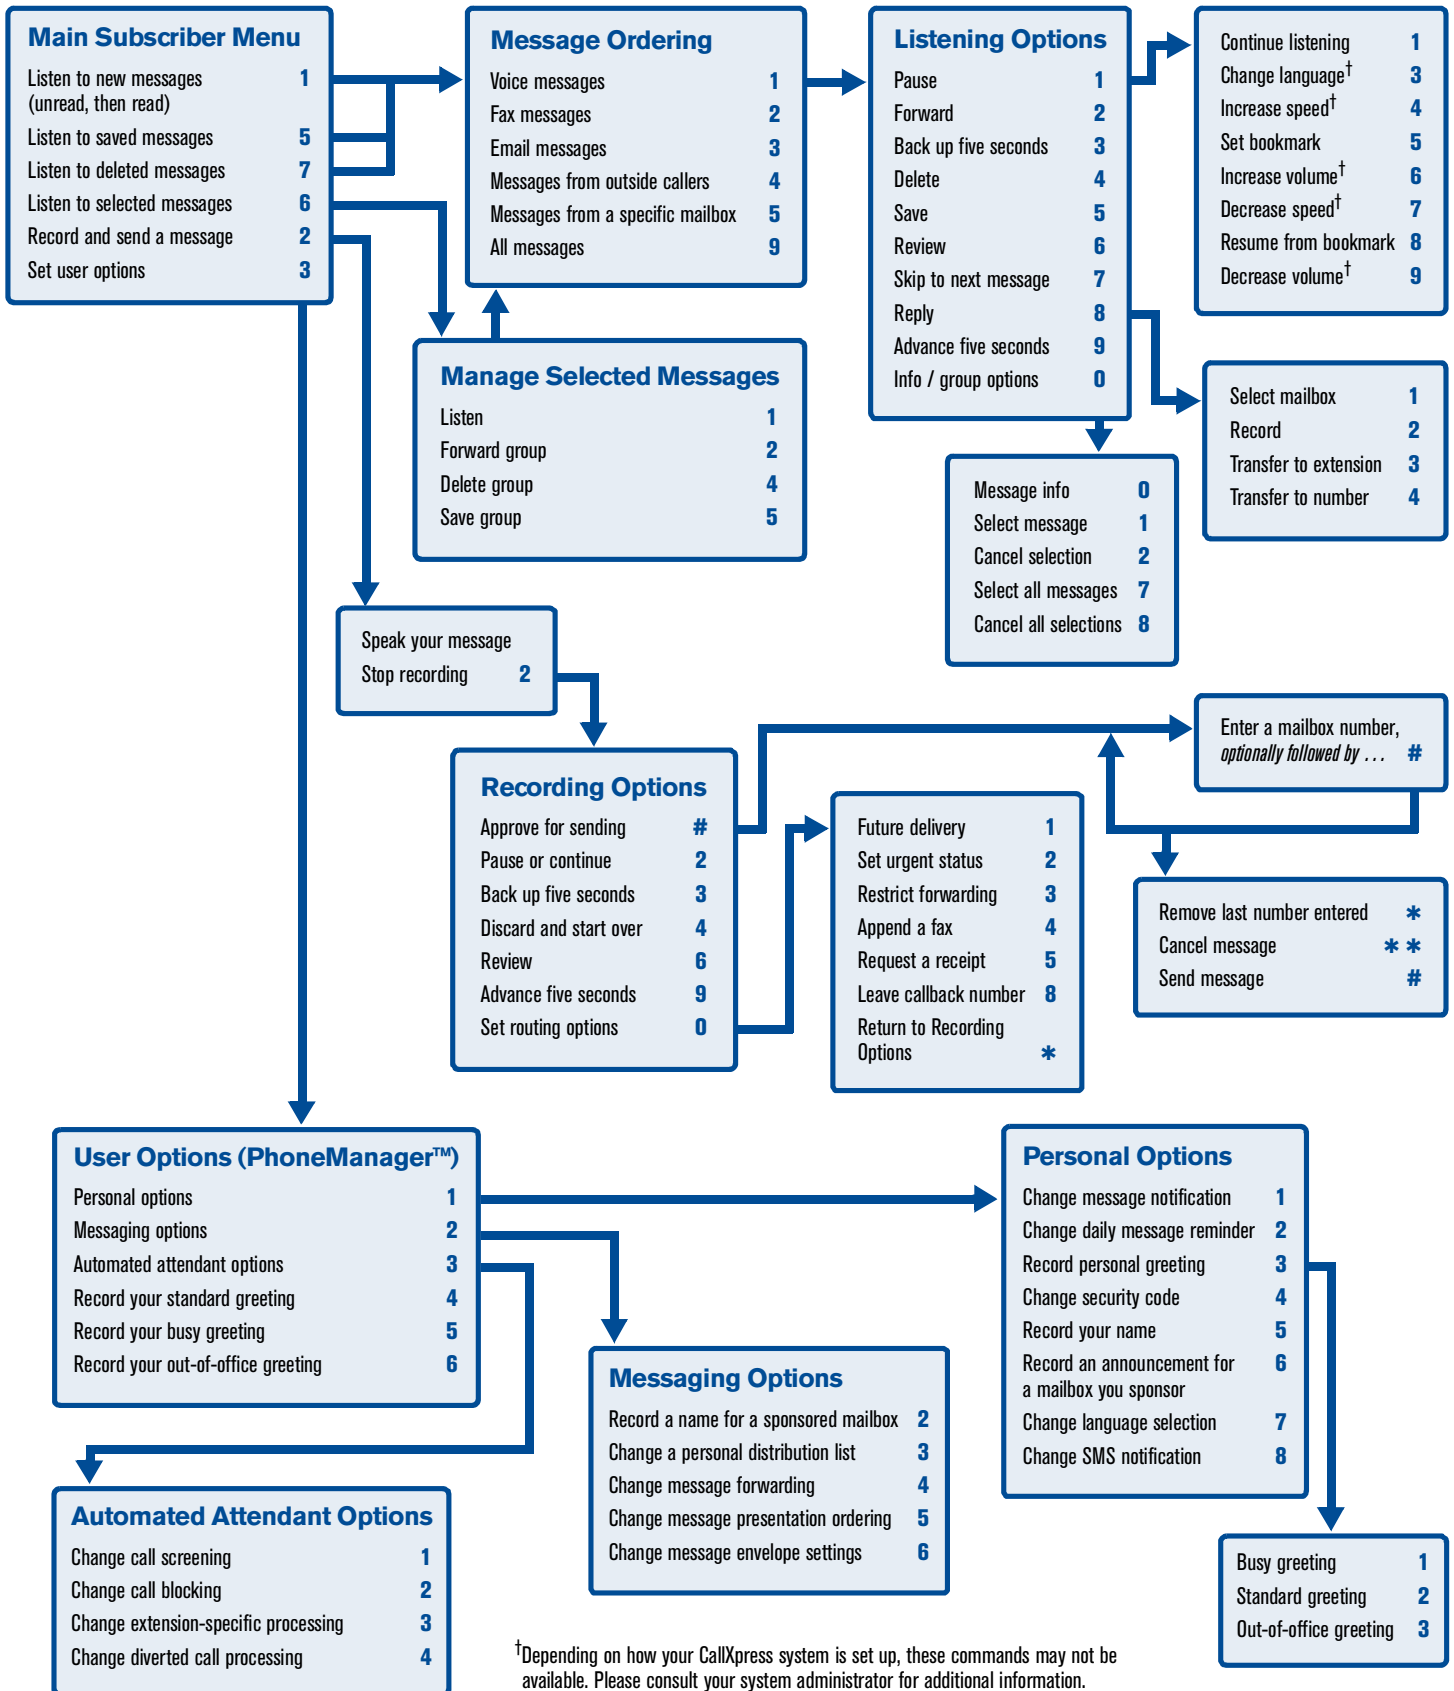 Main Subscriber Menu
Listen to new messages 1
(unread, then read)
Listen to saved messages 5
Listen to deleted messages 7
Listen to selected messages 6
Record and send a message 2
Set user options 3
Message Ordering
Voice messages 1
Fax messages 2
Email messages 3
Messages from outside callers 4
Messages from a specific mailbox 5
All messages 9
Listening Options
Pause 1
Forward 2
Back up five seconds 3
Delete 4
Save 5
Review 6
Skip to next message 7
Reply 8
Advance five seconds 9
Info / group options 0
Continue listening 1
Change language† 3
Increase speed† 4
Set bookmark 5
Increase volume† 6
Decrease speed† 7
Resume from bookmark 8
Decrease volume† 9
Manage Selected Messages
Listen 1
Forward group 2
Delete group 4
Save group 5
Select mailbox 1
Record 2
Transfer to extension 3
Transfer to number 4
Message info 0
Select message 1
Cancel selection 2
Select all messages 7
Cancel all selections 8
Speak your message
Stop recording 2
Recording Options
Approve for sending #
Pause or continue 2
Back up five seconds 3
Discard and start over 4
Review 6
Advance five seconds 9
Set routing options 0
Future delivery 1
Set urgent status 2
Restrict forwarding 3
Append a fax 4
Request a receipt 5
Leave callback number 8
Return to Recording
Options *
Enter a mailbox number,
optionally followed by . . . #
Remove last number entered *
Cancel message * *
Send message #
User Options (PhoneManager™)
Personal options 1
Messaging options 2
Automated attendant options 3
Record your standard greeting 4
Record your busy greeting 5
Record your out-of-office greeting 6
Personal Options
Change message notification 1
Change daily message reminder 2
Record personal greeting 3
Change security code 4
Record your name 5
Record an announcement for 6
a mailbox you sponsor
Change language selection 7
Change SMS notification 8
Messaging Options
Record a name for a sponsored mailbox 2
Change a personal distribution list 3
Change message forwarding 4
Change message presentation ordering 5
Change message envelope settings 6
Automated Attendant Options
Change call screening 1
Change call blocking 2
Change extension-specific processing 3
Change diverted call processing 4
Busy greeting 1
Standard greeting 2
Out-of-office greeting 3
†Depending on how your CallXpress system is set up, these commands may not be
available. Please consult your system administrator for additional information.